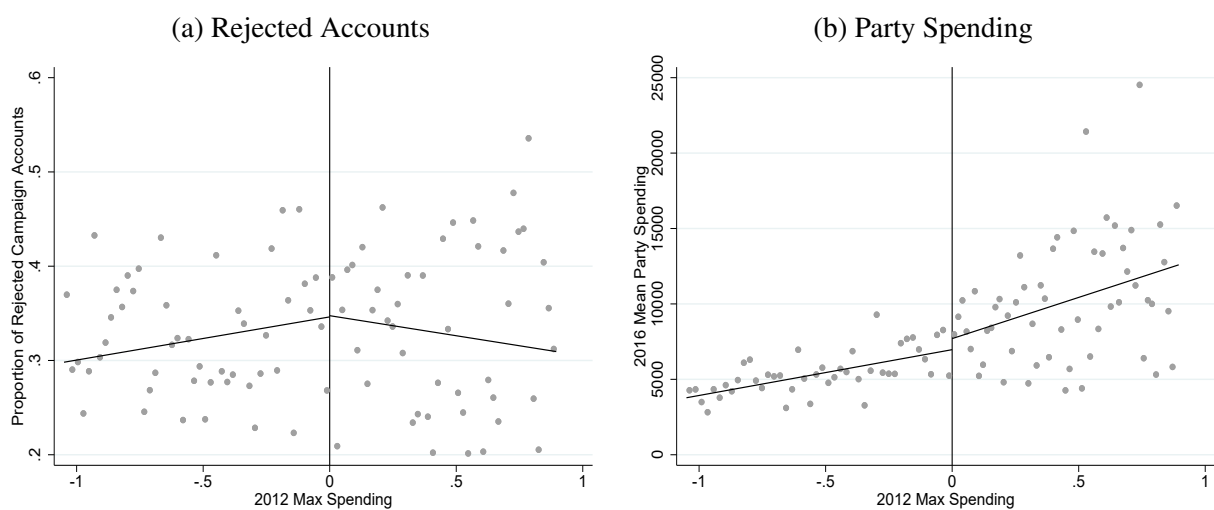 (a) Rejected Accounts
Proportion of Rejected Campaign Accounts
.6
.5
.4
.3
.2
-1 -.5 0 .5 1
2012 Max Spending
(b) Party Spending
2016 Mean Party Spending
25000
20000
15000
10000
5000
0
-1 -.5 0 .5 1
2012 Max Spending